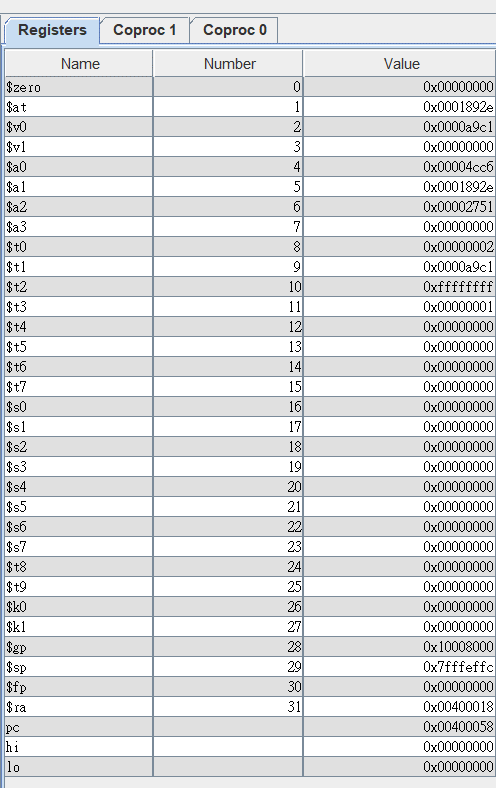 Registers Coproc 1 Coproc 0
Name Number Value
$zero 0 0x00000000
$at 1 0x0001892e
$v0 2 0x0000a9c1
$v1 3 0x00000000
$a0 4 0x00004cc6
$a1 5 0x0001892e
$a2 6 0x00002751
$a3 7 0x00000000
$t0 8 0x00000002
$t1 9 0x0000a9c1
$t2 10 0xffffffff
$t3 11 0x00000001
$t4 12 0x00000000
$t5 13 0x00000000
$t6 14 0x00000000
$t7 15 0x00000000
$s0 16 0x00000000
$s1 17 0x00000000
$s2 18 0x00000000
$s3 19 0x00000000
$s4 20 0x00000000
$s5 21 0x00000000
$s6 22 0x00000000
$s7 23 0x00000000
$t8 24 0x00000000
$t9 25 0x00000000
$k0 26 0x00000000
$k1 27 0x00000000
$gp 28 0x10008000
$sp 29 0x7fffeffc
$fp 30 0x00000000
$ra 31 0x00400018
pc 0x00400058
hi 0x00000000
lo 0x00000000